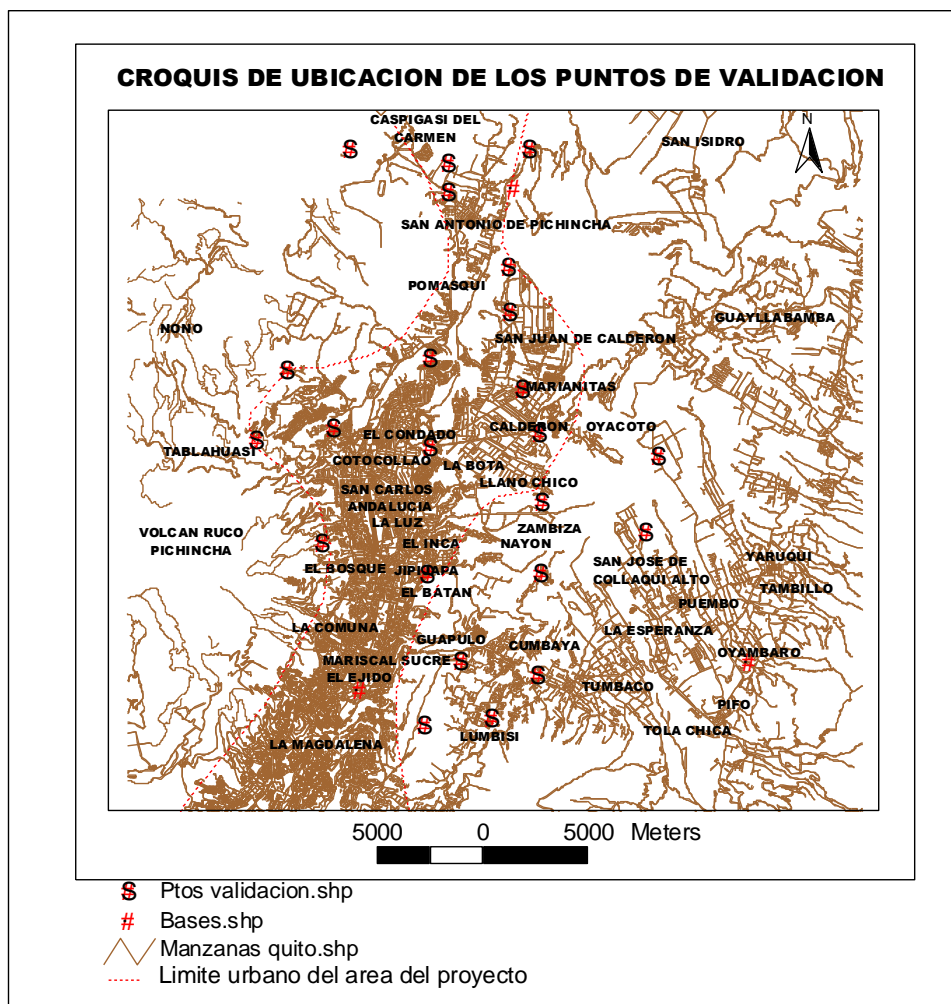 CROQUIS DE UBICACION DE LOS PUNTOS DE VALIDACION
CASPIGASI DEL
CARMEN
N
SAN ISIDRO
SAN ANTONIO DE PICHINCHA
POMASQUI
GUAYLLABAMBA
NONO
SAN JUAN DE CALDERON
MARIANITAS
CALDERON
OYACOTO
EL CONDADO
TABLAHUASI
COTOCOLLAO
LA BOTA
LLANO CHICO
SAN CARLOS
ANDALUCIA
LA LUZ
VOLCAN RUCO
PICHINCHA
ZAMBIZA
NAYON
EL INCA
YARUQUI
SAN JOSE DE
COLLAQUI ALTO
EL BOSQUE
JIPIJAPA
TAMBILLO
EL BATAN
PUEMBO
LA COMUNA
LA ESPERANZA
GUAPULO
CUMBAYA
OYAMBARO
MARISCAL SUCRE
EL EJIDO
TUMBACO
PIFO
TOLA CHICA
LUMBISI
LA MAGDALENA
5000 0 5000 Meters
$ Ptos validacion.shp
# Bases.shp
Manzanas quito.shp
Limite urbano del area del proyecto